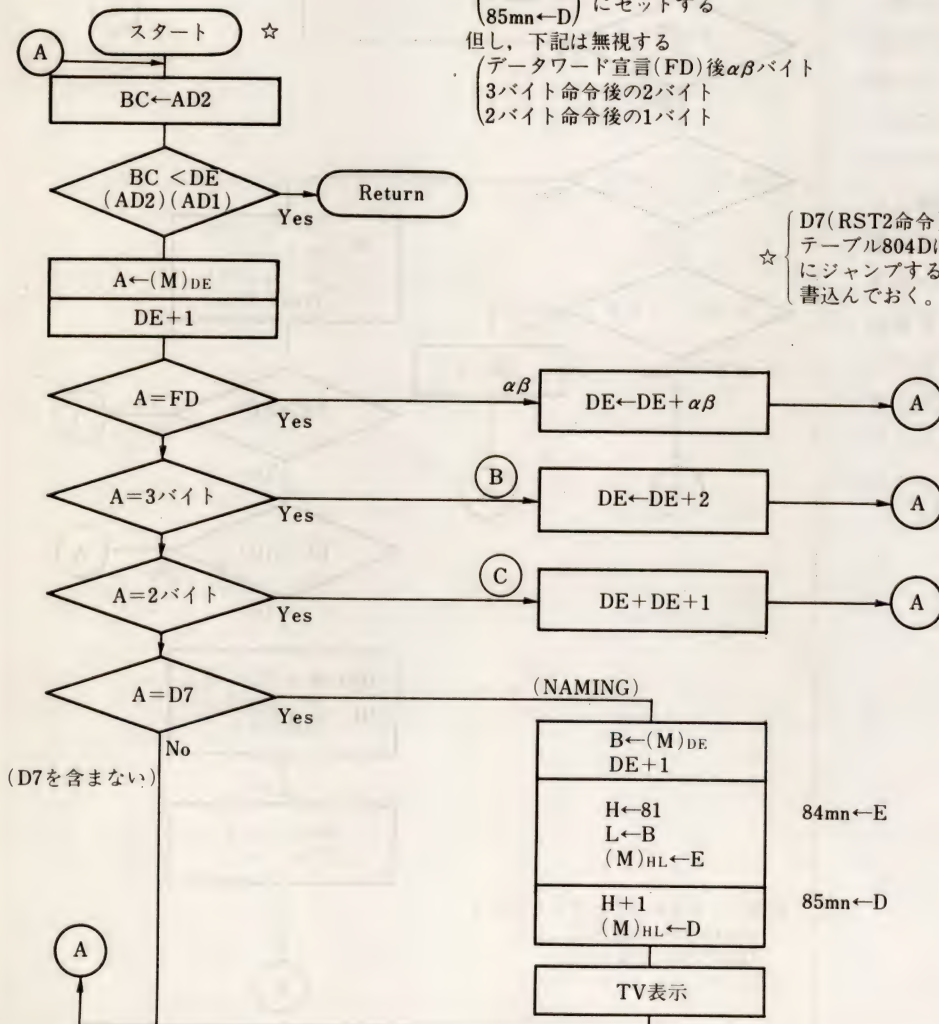 85mn←D) にセットする
スタート ☆
但し，下記は無視する
A
(データワード宣言(FD)後αβバイト
3バイト命令後の2バイト
2バイト命令後の1バイト
BC←AD2
BC <DE
(AD2)(AD1)
Yes
Return
D7(RST2命令
テーブル804D
☆ にジャンプする
書込んでおく。
A←(M)DE
DE+1
A=FD
Yes
αβ
DE←DE+αβ
A
A=3バイト
Yes
B
DE←DE+2
A
A=2バイト
Yes
C
DE+DE+1
A
A=D7
Yes
(NAMING)
No
(D7を含まない)
B←(M)DE
DE+1
H←81
L←B
(M)HL←E
84mn←E
H+1
(M)HL←D
85mn←D
A
TV表示